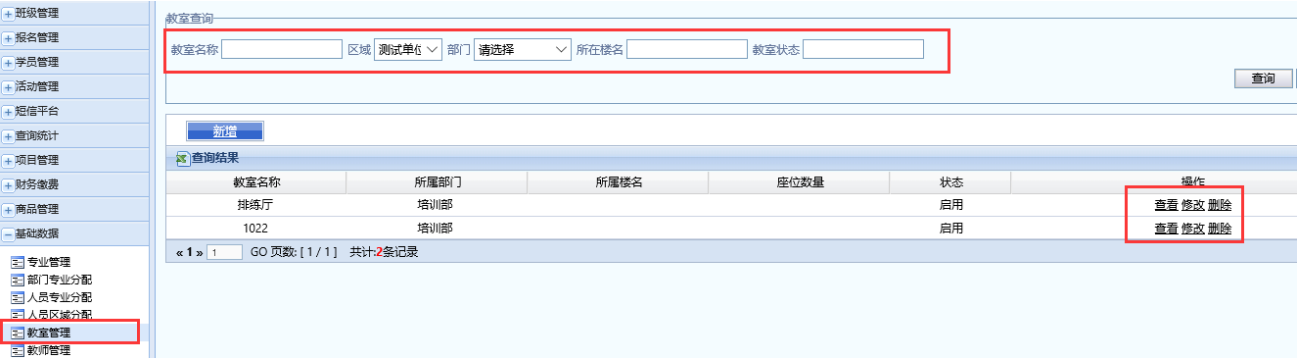 班级管理
报名管理
学员管理
活动管理
短信平台
查询统计
项目管理
财务缴费
商品管理
基础数据
专业管理
部门专业分配
人员专业分配
人员区域分配
教室管理
教师管理
教室查询
教室名称 区域 测试单位 部门 请选择 所在楼名 教室状态
查询
新增
查询结果
教室名称 所属部门 所属楼名 座位数量 状态 操作
排练厅 培训部 启用 查看 修改 删除
1022 培训部 启用 查看 修改 删除
« 1 » 1 GO 页数: [ 1 / 1 ] 共计:2条记录